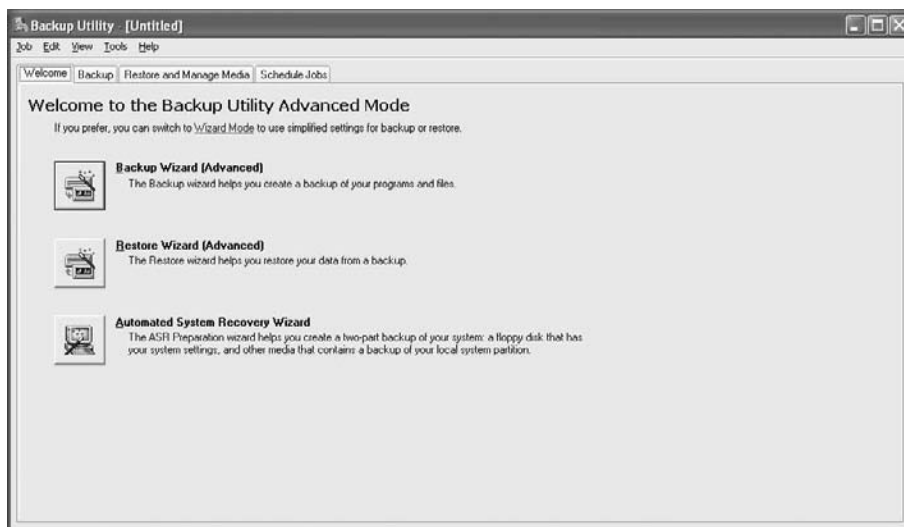 Backup Utility - [Untitled]
Job Edit View Tools Help
Welcome Backup Restore and Manage Media Schedule Jobs
Welcome to the Backup Utility Advanced Mode
If you prefer, you can switch to Wizard Mode to use simplified settings for backup or restore.
Backup Wizard (Advanced)
The Backup wizard helps you create a backup of your programs and files.
Restore Wizard (Advanced)
The Restore wizard helps you restore your data from a backup.
Automated System Recovery Wizard
The ASR Preparation wizard helps you create a two-part backup of your system: a floppy disk that has
your system settings, and other media that contains a backup of your local system partition.